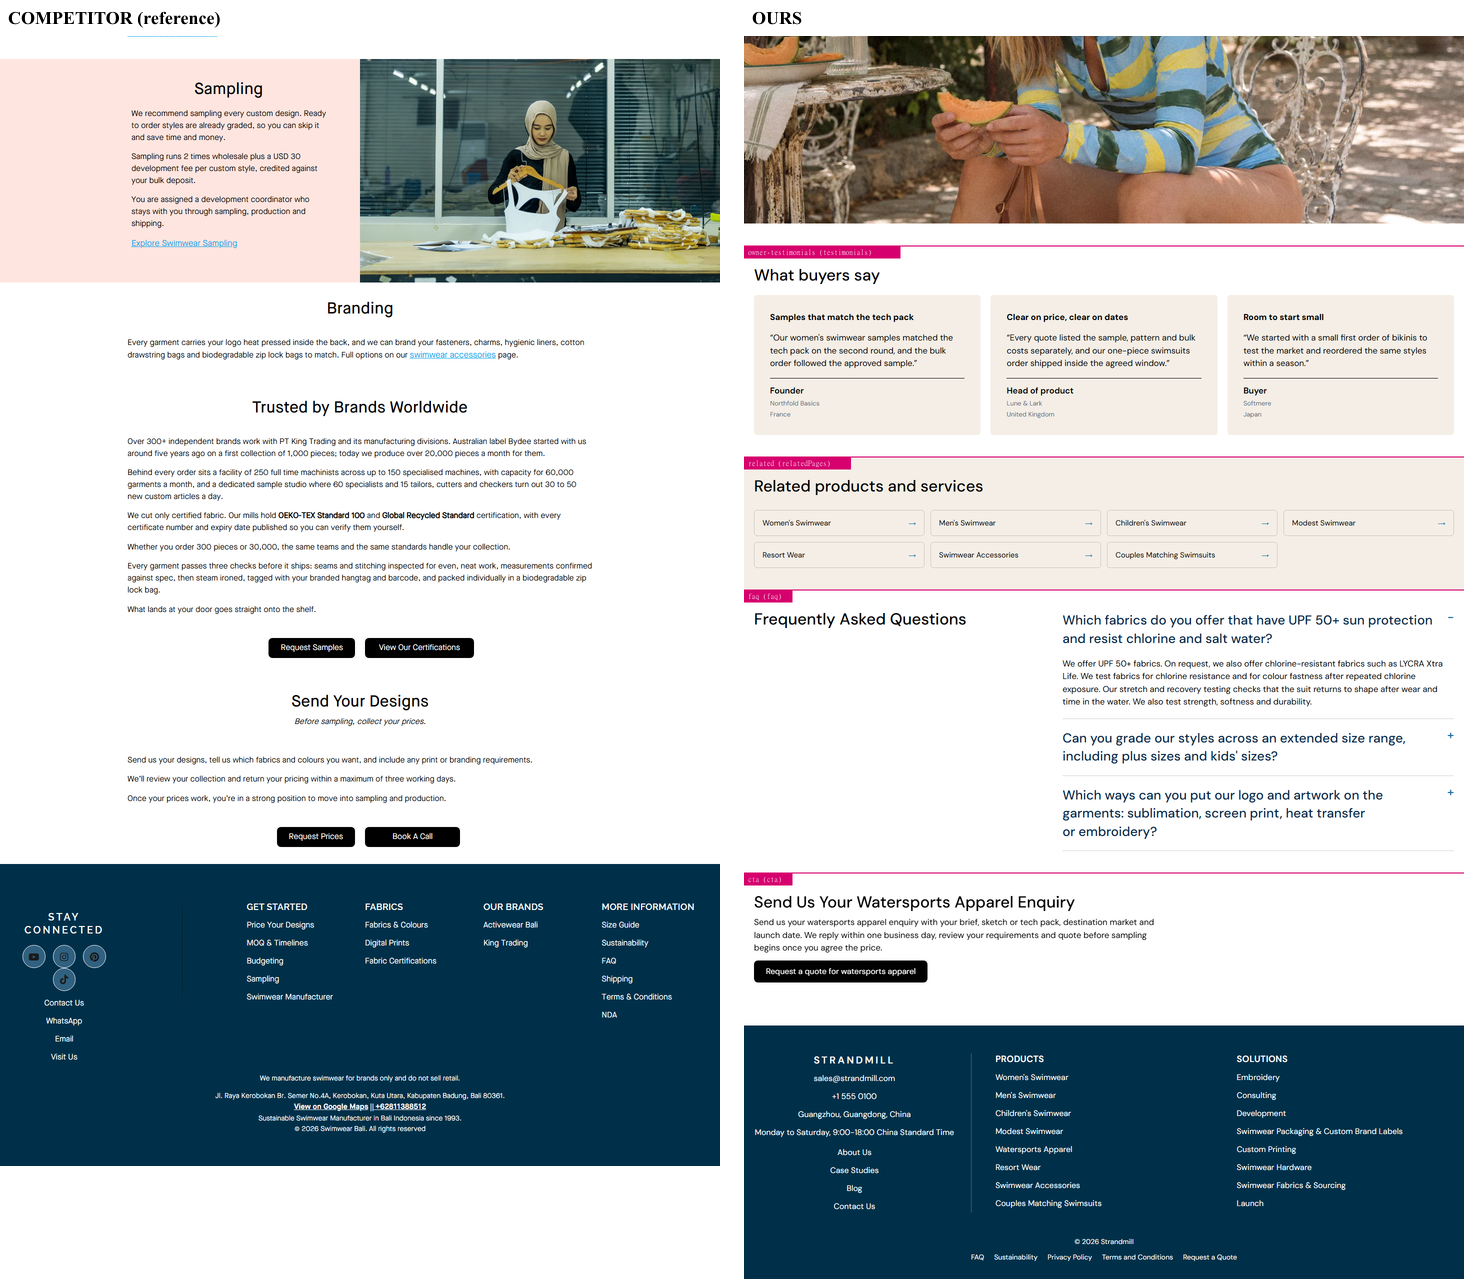 COMPETITOR (reference)
Sampling
We recommend sampling every custom design. Ready
to order styles are already graded, so you can skip it
and save time and money.
Sampling runs 2 times wholesale plus a USD 30
development fee per custom style, credited against
your bulk deposit.
You are assigned a development coordinator who
stays with you through sampling, production and
shipping.
Explore Swimwear Sampling
Branding
Every garment carries your logo heat pressed inside the back, and we can brand your fasteners, charms, hygienic liners, cotton
drawstring bags and biodegradable zip lock bags to match. Full options on our swimwear accessories page.
Trusted by Brands Worldwide
Over 300+ independent brands work with PT King Trading and its manufacturing divisions. Australian label Bydee started with us
around five years ago on a first collection of 1,000 pieces; today we produce over 20,000 pieces a month for them.
Behind every order sits a facility of 250 full time machinists across up to 150 specialised machines, with capacity for 60,000
garments a month, and a dedicated sample studio where 60 specialists and 15 tailors, cutters and checkers turn out 30 to 50
new custom articles a day.
We cut only certified fabric. Our mills hold OEKO-TEX Standard 100 and Global Recycled Standard certification, with every
certificate number and expiry date published so you can verify them yourself.
Whether you order 300 pieces or 30,000, the same teams and the same standards handle your collection.
Every garment passes three checks before it ships: seams and stitching inspected for even, neat work, measurements confirmed
against spec, then steam ironed, tagged with your branded hangtag and barcode, and packed individually in a biodegradable zip
lock bag.
What lands at your door goes straight onto the shelf.
Request Samples
View Our Certifications
Send Your Designs
Before sampling, collect your prices.
Send us your designs, tell us which fabrics and colours you want, and include any print or branding requirements.
We'll review your collection and return your pricing within a maximum of three working days.
Once your prices work, you're in a strong position to move into sampling and production.
Request Prices
Book A Call
STAY
CONNECTED
Contact Us
WhatsApp
Email
Visit Us
GET STARTED
Price Your Designs
MOQ & Timelines
Budgeting
Sampling
Swimwear Manufacturer
FABRICS
Fabrics & Colours
Digital Prints
Fabric Certifications
OUR BRANDS
Activewear Bali
King Trading
MORE INFORMATION
Size Guide
Sustainability
FAQ
Shipping
Terms & Conditions
NDA
We manufacture swimwear for brands only and do not sell retail.
Jl. Raya Kerobokan Br. Semer No.4A, Kerobokan, Kuta Utara, Kabupaten Badung, Bali 80361.
View on Google Maps || +62811388512
Sustainable Swimwear Manufacturer in Bali Indonesia since 1993.
© 2026 Swimwear Bali. All rights reserved
OURS
owner-testimonials (testimonials)
What buyers say
Samples that match the tech pack
“Our women's swimwear samples matched the
tech pack on the second round, and the bulk
order followed the approved sample.”
Founder
Northfold Basics
France
Clear on price, clear on dates
“Every quote listed the sample, pattern and bulk
costs separately, and our one-piece swimsuits
order shipped inside the agreed window.”
Head of product
Lune & Lark
United Kingdom
Room to start small
“We started with a small first order of bikinis to
test the market and reordered the same styles
within a season.”
Buyer
Softmere
Japan
related (relatedPages)
Related products and services
Women's Swimwear →
Men's Swimwear →
Children's Swimwear →
Modest Swimwear →
Resort Wear →
Swimwear Accessories →
Couples Matching Swimsuits →
faq (faq)
Frequently Asked Questions
Which fabrics do you offer that have UPF 50+ sun protection −
and resist chlorine and salt water?
We offer UPF 50+ fabrics. On request, we also offer chlorine-resistant fabrics such as LYCRA Xtra
Life. We test fabrics for chlorine resistance and for colour fastness after repeated chlorine
exposure. Our stretch and recovery testing checks that the suit returns to shape after wear and
time in the water. We also test strength, softness and durability.
Can you grade our styles across an extended size range, +
including plus sizes and kids' sizes?
Which ways can you put our logo and artwork on the +
garments: sublimation, screen print, heat transfer
or embroidery?
cta (cta)
Send Us Your Watersports Apparel Enquiry
Send us your watersports apparel enquiry with your brief, sketch or tech pack, destination market and
launch date. We reply within one business day, review your requirements and quote before sampling
begins once you agree the price.
Request a quote for watersports apparel
STRANDMILL
sales@strandmill.com
+1 555 0100
Guangzhou, Guangdong, China
Monday to Saturday, 9:00-18:00 China Standard Time
About Us
Case Studies
Blog
Contact Us
PRODUCTS
Women's Swimwear
Men's Swimwear
Children's Swimwear
Modest Swimwear
Watersports Apparel
Resort Wear
Swimwear Accessories
Couples Matching Swimsuits
SOLUTIONS
Embroidery
Consulting
Development
Swimwear Packaging & Custom Brand Labels
Custom Printing
Swimwear Hardware
Swimwear Fabrics & Sourcing
Launch
© 2026 Strandmill
FAQ Sustainability Privacy Policy Terms and Conditions Request a Quote